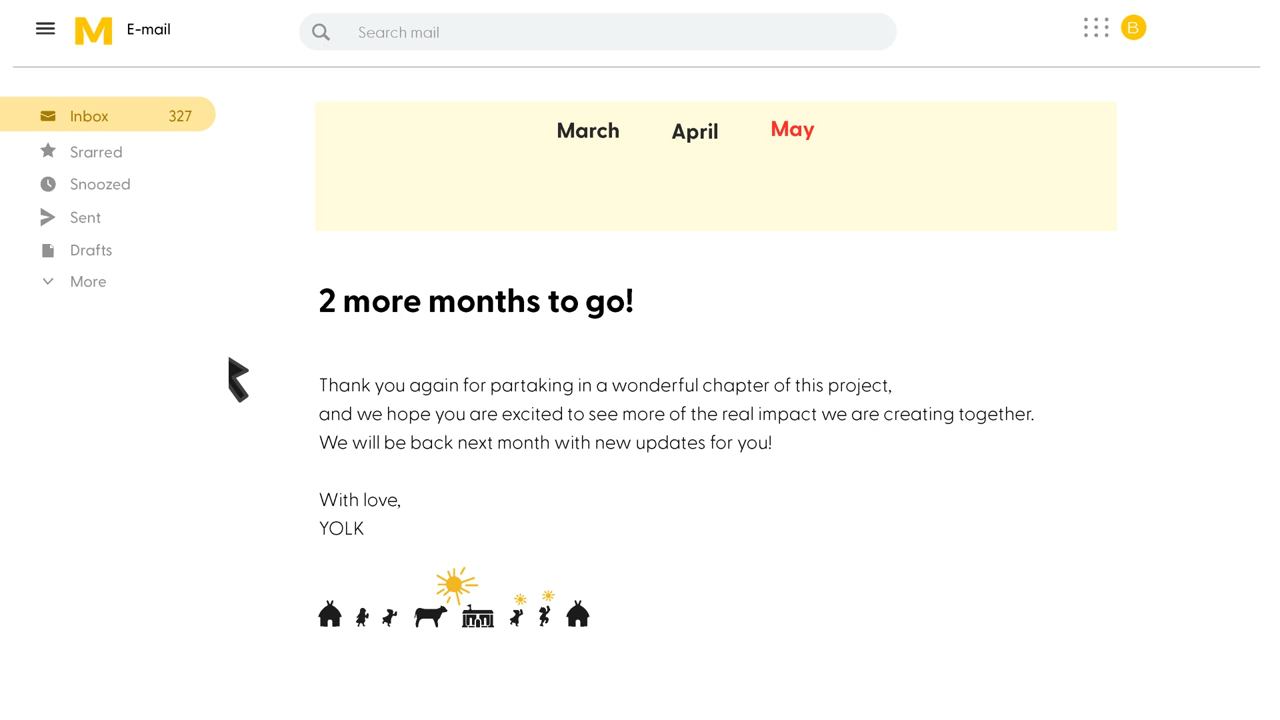 M E-mail
Search mail
B
Inbox 327
Srarred
Snoozed
Sent
Drafts
More
March April May
2 more months to go!
Thank you again for partaking in a wonderful chapter of this project,
and we hope you are excited to see more of the real impact we are creating together.
We will be back next month with new updates for you!
With love,
YOLK